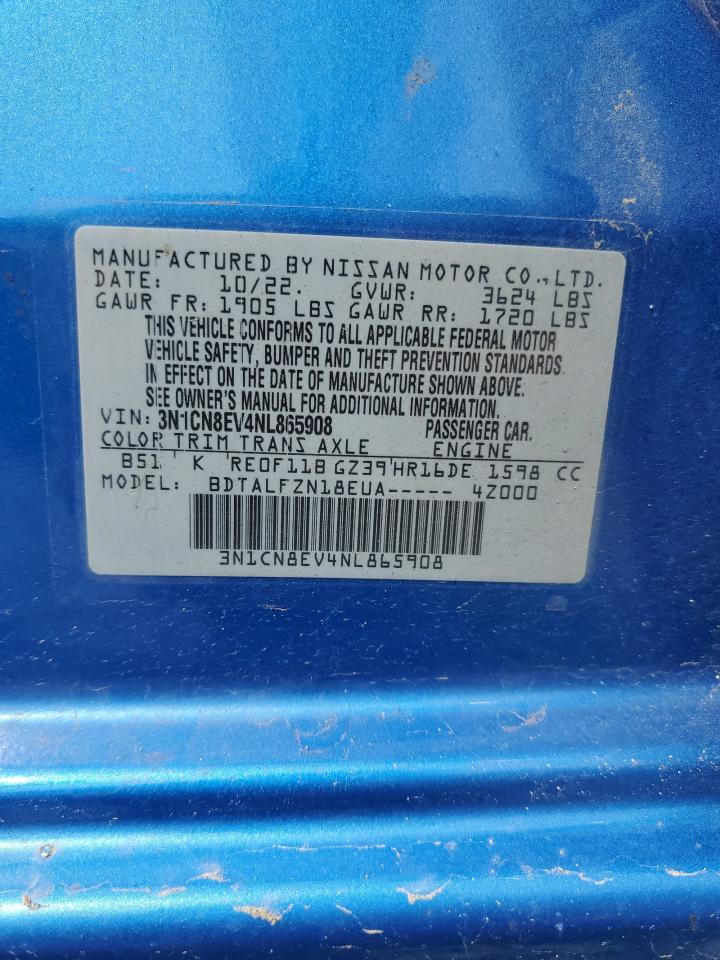 MANUFACTURED BY NISSAN MOTOR CO., LTD.
DATE: 10/22. GVWR: 3624 LBS
GAWR FR: 1905 LBS GAWR RR: 1720 LBS
THIS VEHICLE CONFORMS TO ALL APPLICABLE FEDERAL MOTOR
VEHICLE SAFETY, BUMPER AND THEFT PREVENTION STANDARDS
IN EFFECT ON THE DATE OF MANUFACTURE SHOWN ABOVE.
SEE OWNER'S MANUAL FOR ADDITIONAL INFORMATION.
VIN: 3N1CN8EV4NL865908 PASSENGER CAR.
COLOR TRIM TRANS AXLE ENGINE
B51 K RE0F11B GZ39 HR16DE 1598 CC
MODEL: BDTALFZN18EUA----- 4Z000
3N1CN8EV4NL865908